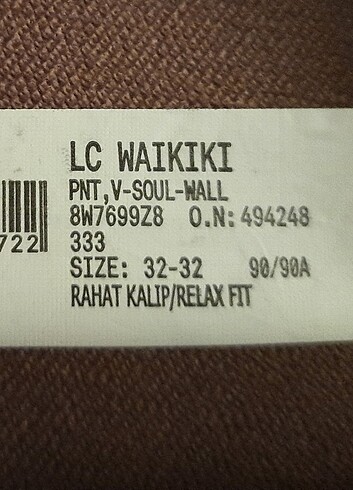 LC WAIKIKI
PNT,V-SOUL-WALL
8W7699Z8 O.N: 494248
722 333
SIZE: 32-32 90/90A
RAHAT KALIP/RELAX FIT